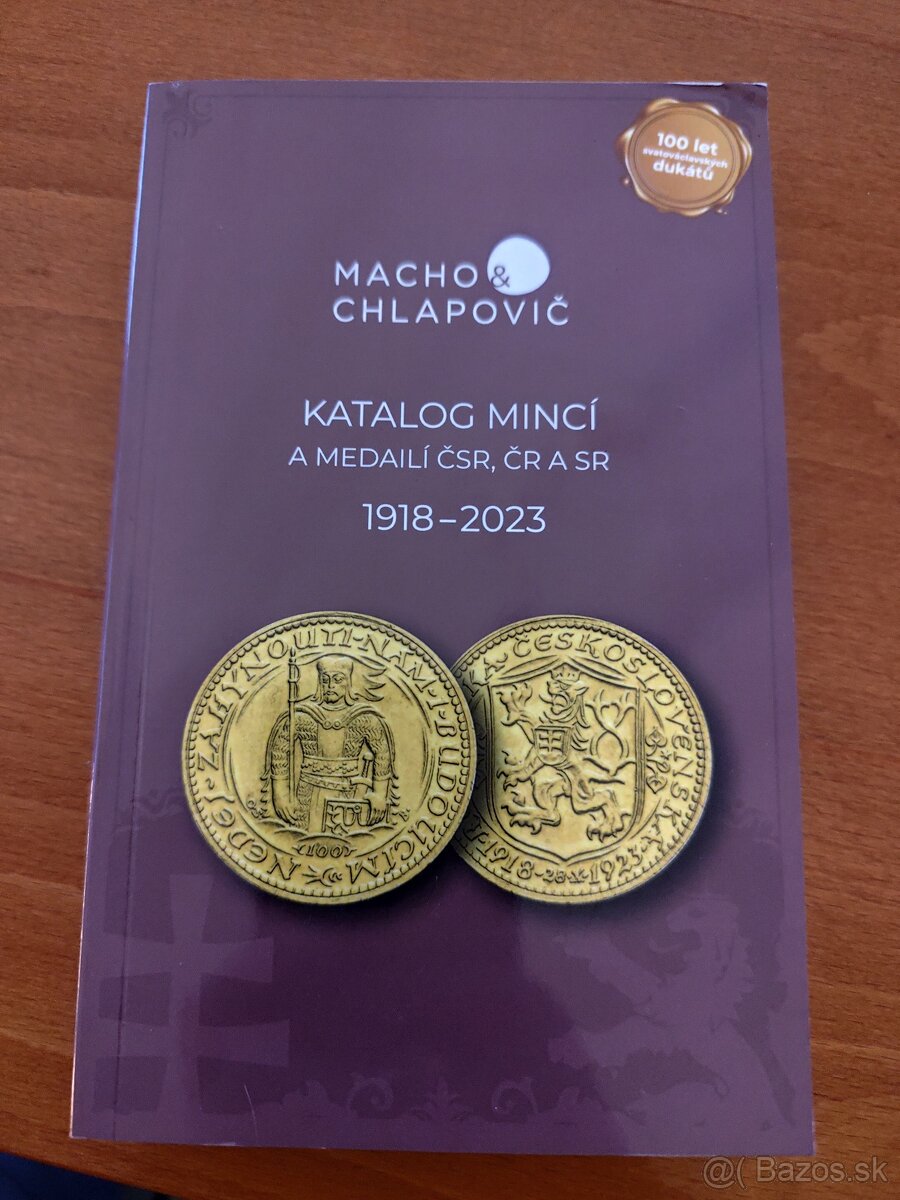 100 let
svatováclavských
dukátů
MACHO &
CHLAPOVIČ
KATALOG MINCÍ
A MEDAILÍ ČSR, ČR A SR
1918–2023
NEDEJ·ZAHYNOUTI·NÁM·I·BUDOUCÍM
100
ČESKOSLOVENSKÁ
1918·28·X·1923
@( Bazos.sk